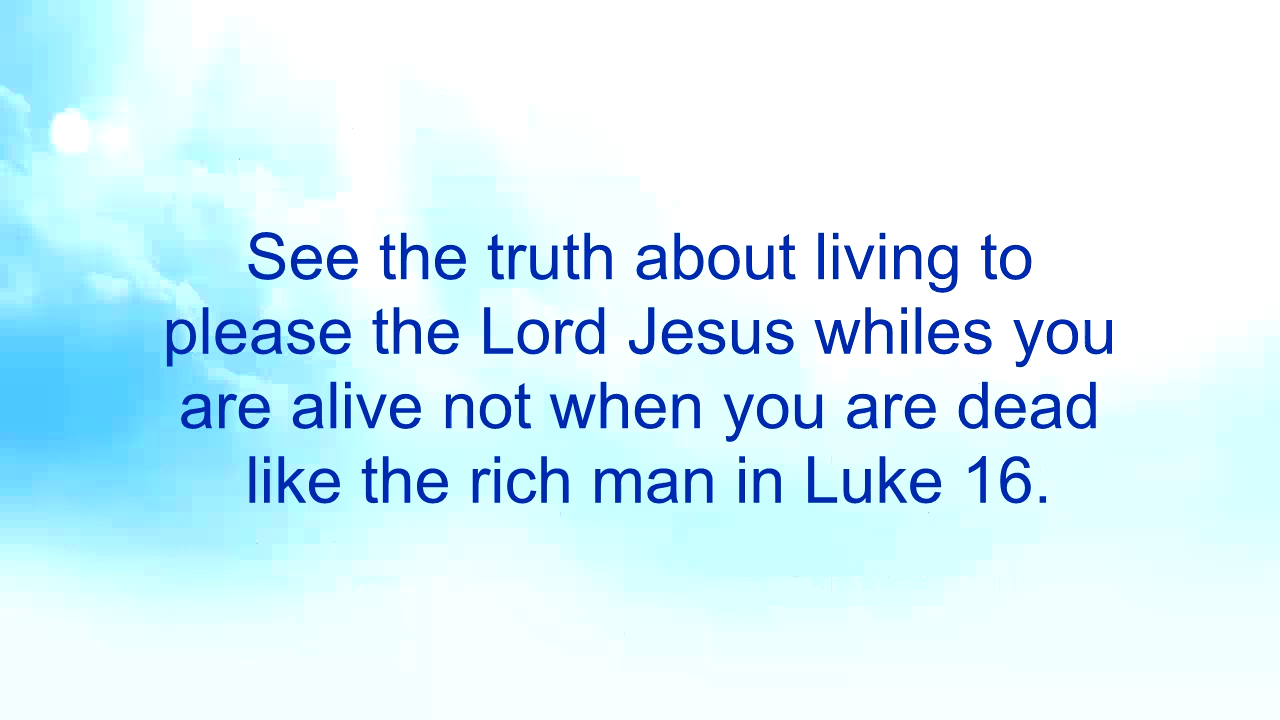 See the truth about living to
please the Lord Jesus whiles you
are alive not when you are dead
like the rich man in Luke 16.